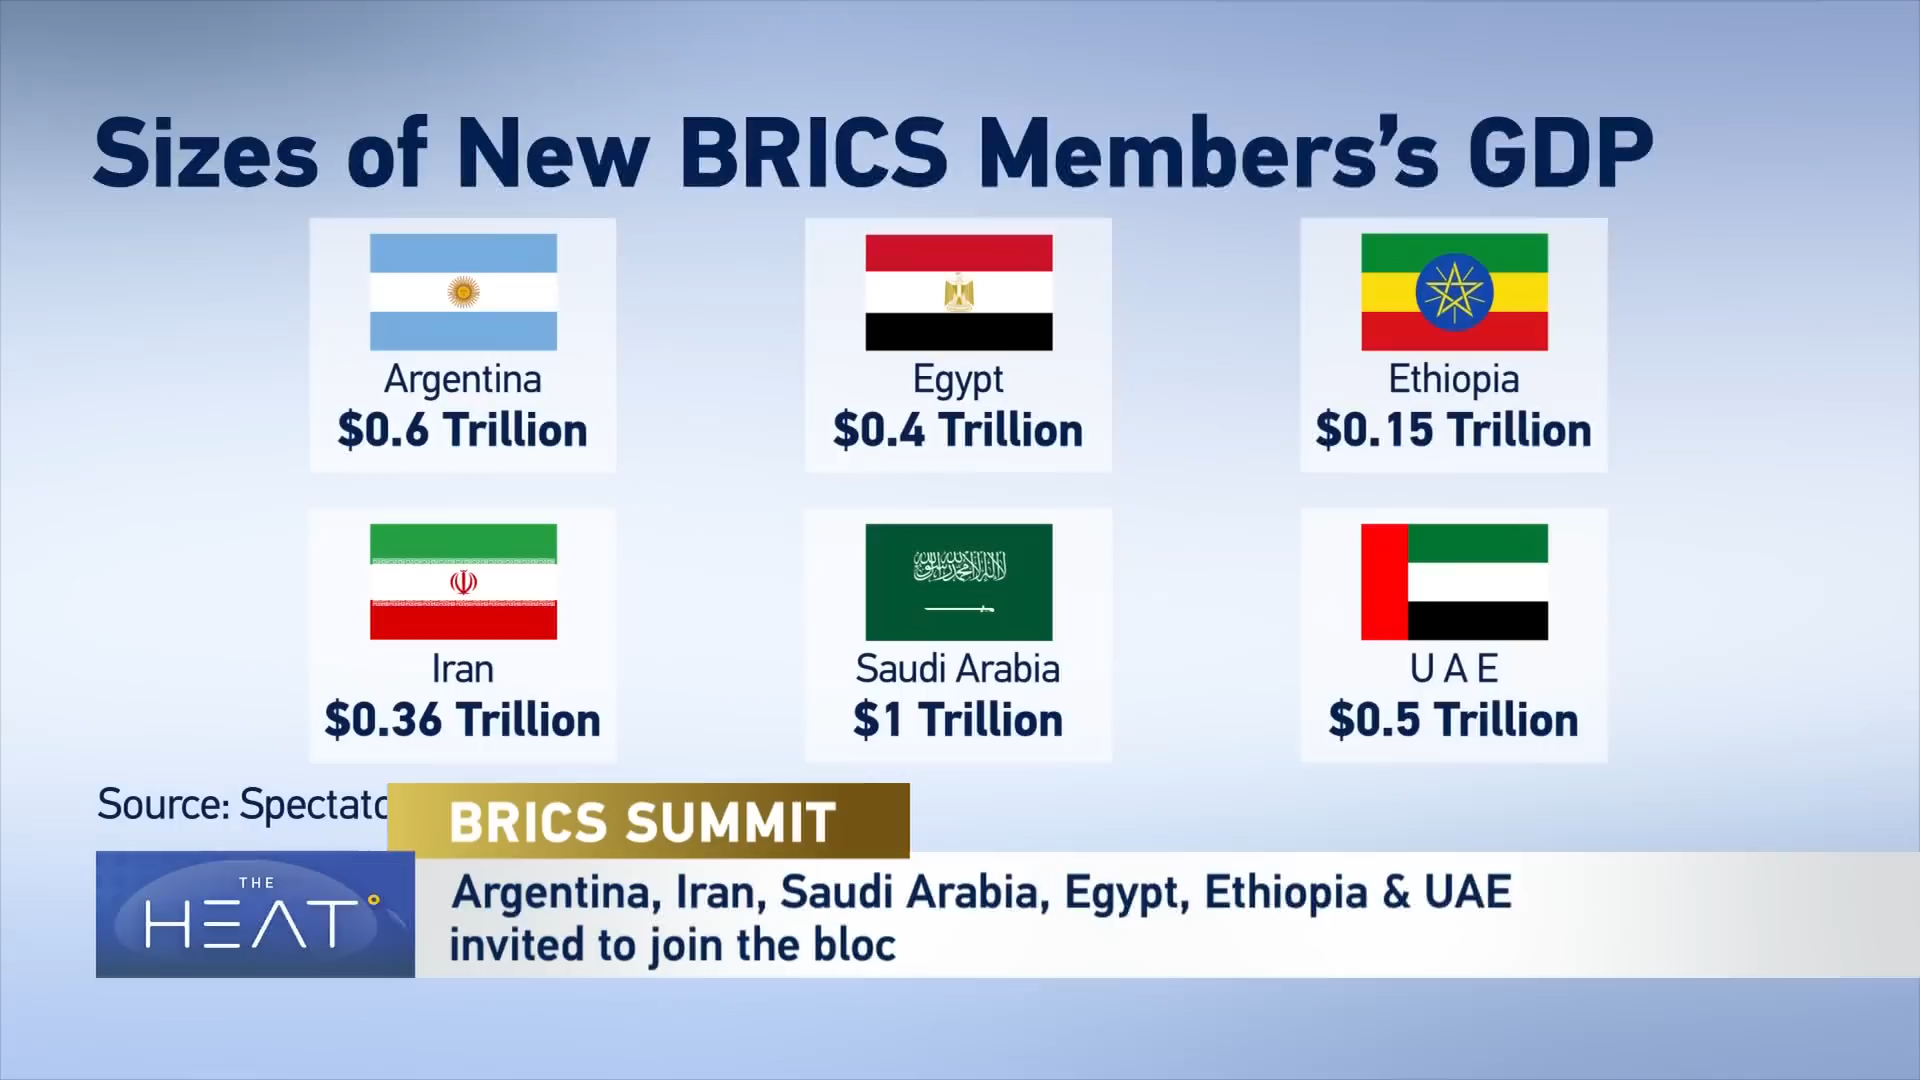 Sizes of New BRICS Members’s GDP
Argentina
$0.6 Trillion
Egypt
$0.4 Trillion
Ethiopia
$0.15 Trillion
Iran
$0.36 Trillion
Saudi Arabia
$1 Trillion
U A E
$0.5 Trillion
Source:
BRICS SUMMIT
THE
HEAT
Argentina, Iran, Saudi Arabia, Egypt, Ethiopia & UAE
invited to join the bloc